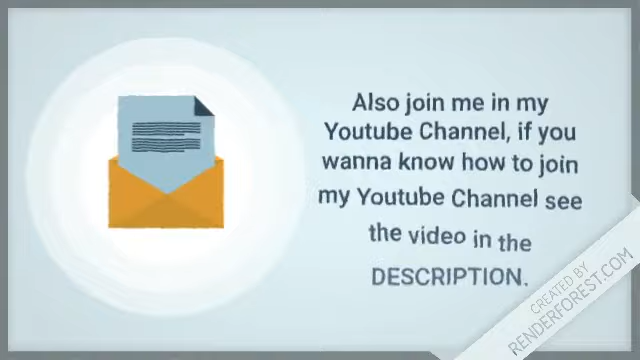 Also join me in my
Youtube Channel, if you
wanna know how to join
my Youtube Channel see
the video in the
DESCRIPTION.
CREATED BY
RENDERFOREST.COM